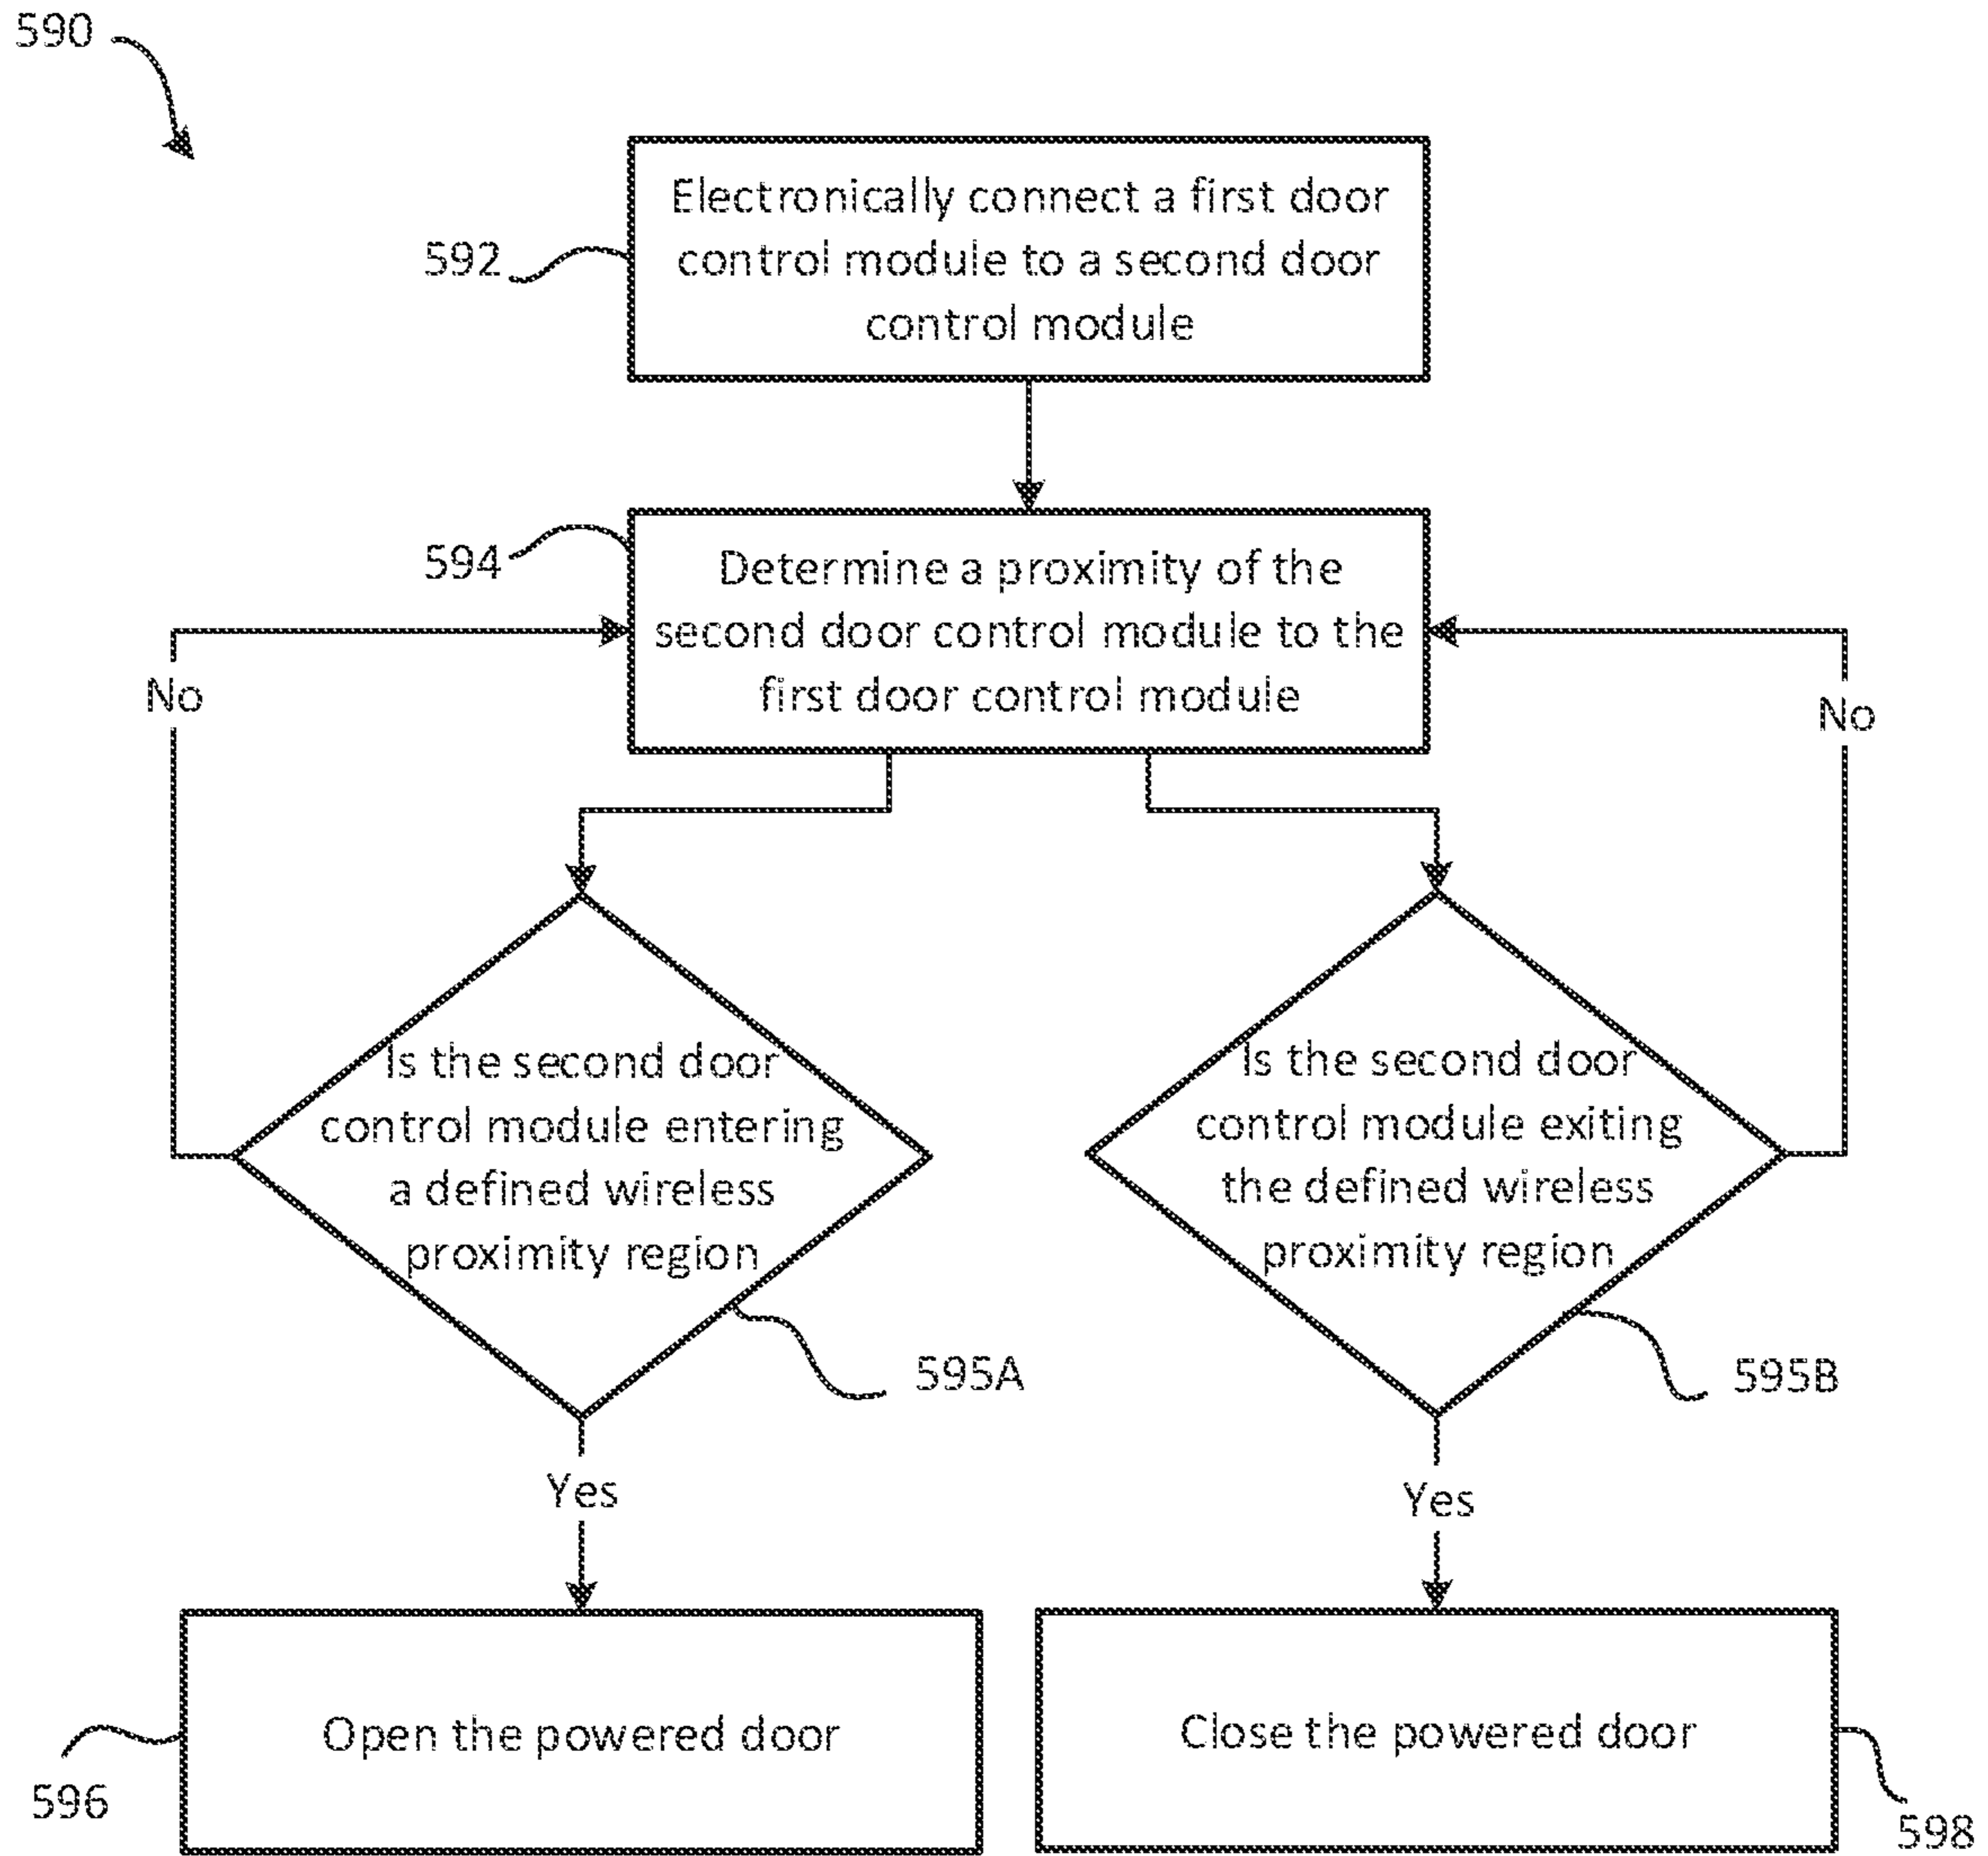 590
Electronically connect a first door
control module to a second door
control module
592
594
Determine a proximity of the
second door control module to the
first door control module
No
No
Is the second door
control module entering
a defined wireless
proximity region
595A
Is the second door
control module exiting
the defined wireless
proximity region
595B
Yes
Yes
Open the powered door
596
Close the powered door
598